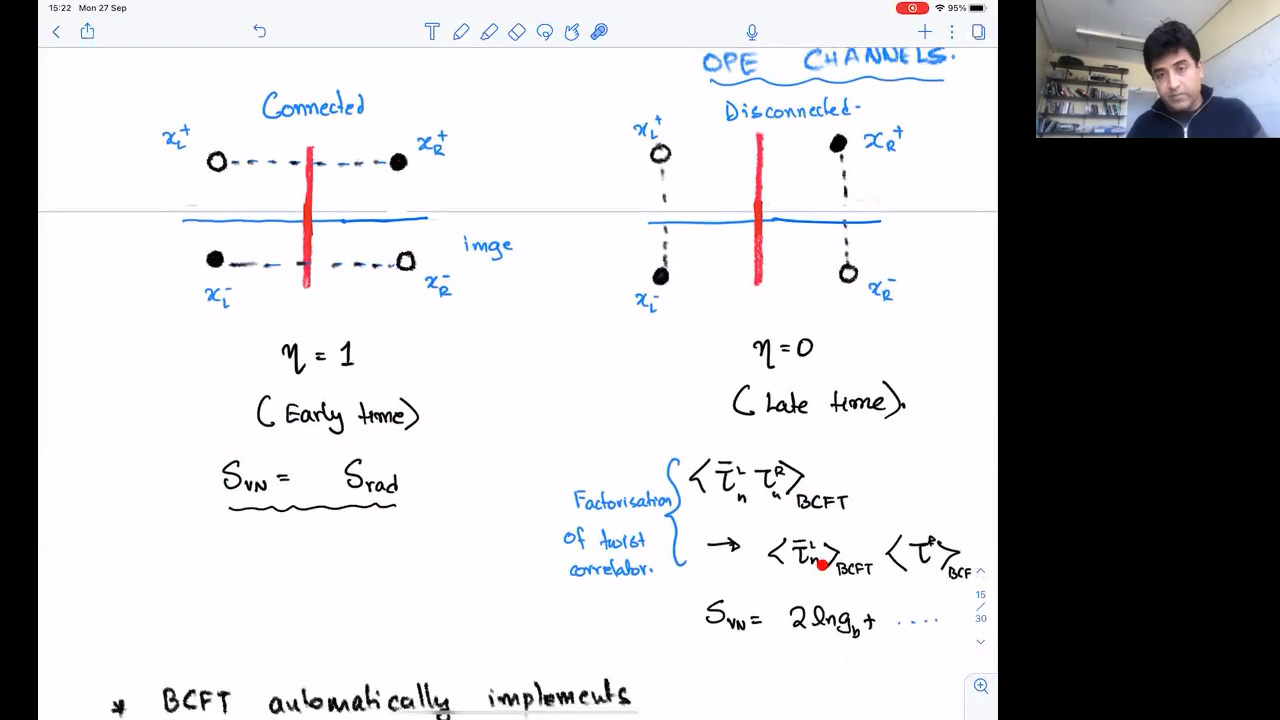 15:22 Mon 27 Sep
95%
OPE CHANNELS.
Connected
Disconnected-
x_L^+
x_R^+
x_L^+
x_R^+
imge
x_L^-
x_R^-
x_L^-
x_R^-
η = 1
η = 0
(Early time)
(Late time).
S_VN = S_rad
Factorisation
of twist
correlator.
⟨ τ̄_n^L τ_n^R ⟩_BCFT
→ ⟨ τ̄_n^L ⟩_BCFT ⟨ τ^R ⟩_BCF
S_VN = 2 ln g_b + ....
15
/
30
* BCFT automatically implements